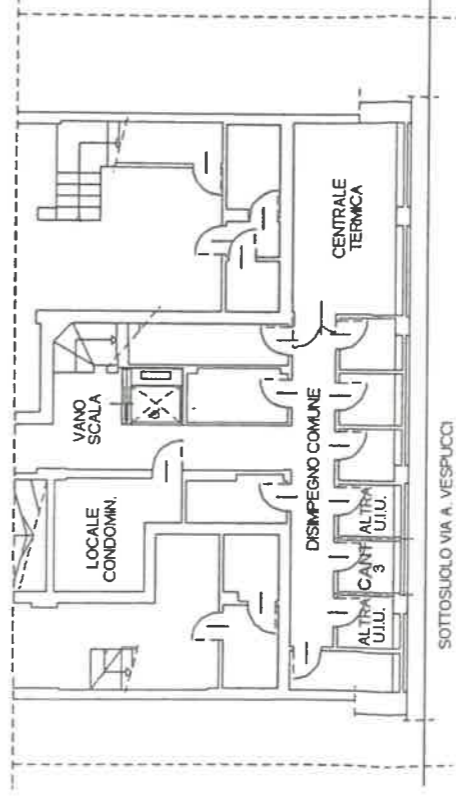 VANO
SCALA
LOCALE
CONDOMIN.
CENTRALE
TERMICA
DISIMPEGNO COMUNE
ALTRA
U.I.U.
CANT
3
ALTRA
U.I.U.
SOTTOSUOLO VIA A. VESPUCCI